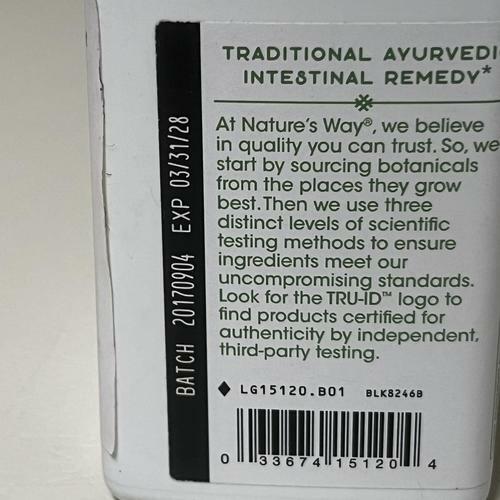 TRADITIONAL AYURVEDI
INTESTINAL REMEDY*
At Nature's Way®, we believe
in quality you can trust. So, we
start by sourcing botanicals
from the places they grow
best. Then we use three
distinct levels of scientific
testing methods to ensure
ingredients meet our
uncompromising standards.
Look for the TRU-ID™ logo to
find products certified for
authenticity by independent,
third-party testing.
LG15120.B01 BLK8246B
0 33674 15120 4
BATCH 20170904 EXP 03/31/28